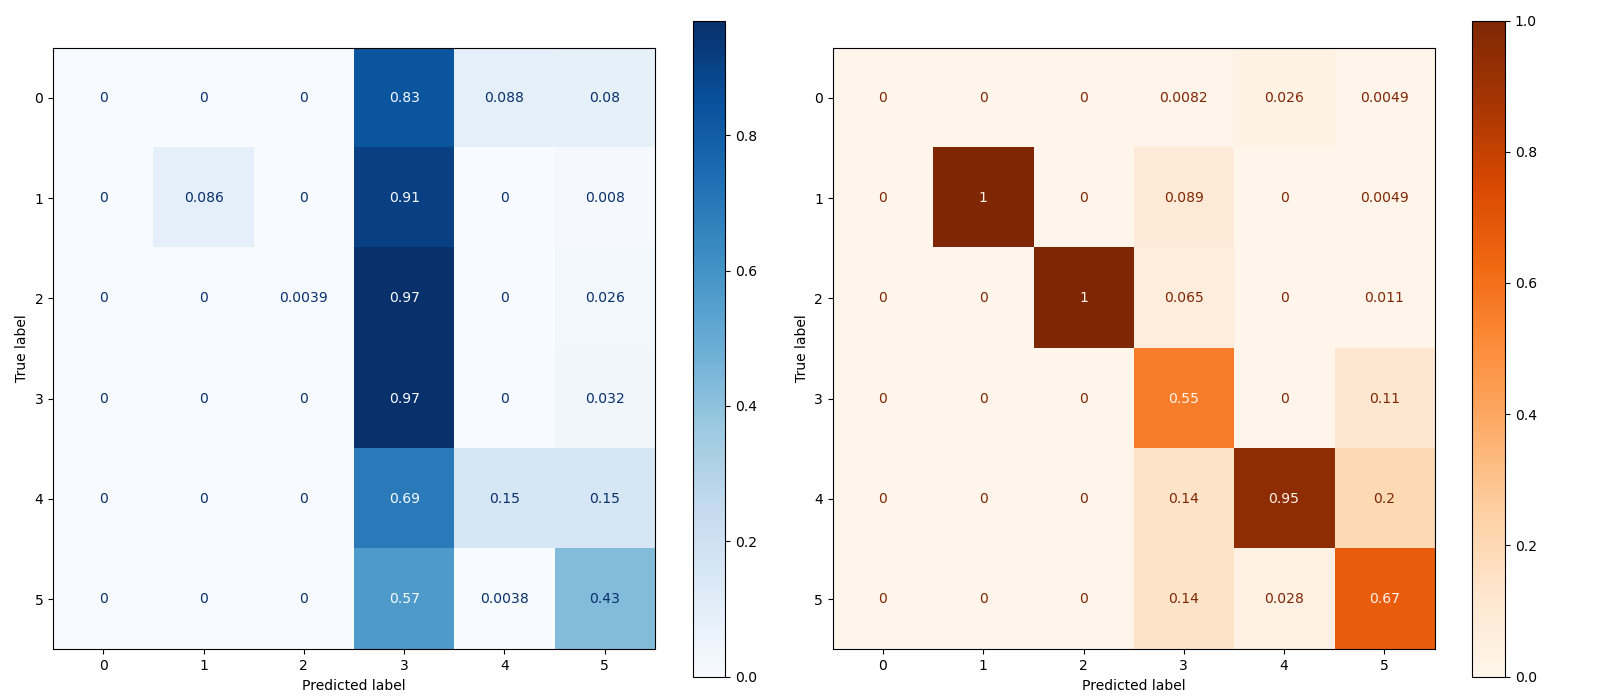 0 0 0 0 0.83 0.088 0.08
1 0 0.086 0 0.91 0 0.008
2 0 0 0.0039 0.97 0 0.026
3 0 0 0 0.97 0 0.032
4 0 0 0 0.69 0.15 0.15
5 0 0 0 0.57 0.0038 0.43
0 1 2 3 4 5
True label
Predicted label
0.8
0.6
0.4
0.2
0.0
0 0 0 0 0.0082 0.026 0.0049
1 0 1 0 0.089 0 0.0049
2 0 0 1 0.065 0 0.011
3 0 0 0 0.55 0 0.11
4 0 0 0 0.14 0.95 0.2
5 0 0 0 0.14 0.028 0.67
0 1 2 3 4 5
True label
Predicted label
1.0
0.8
0.6
0.4
0.2
0.0